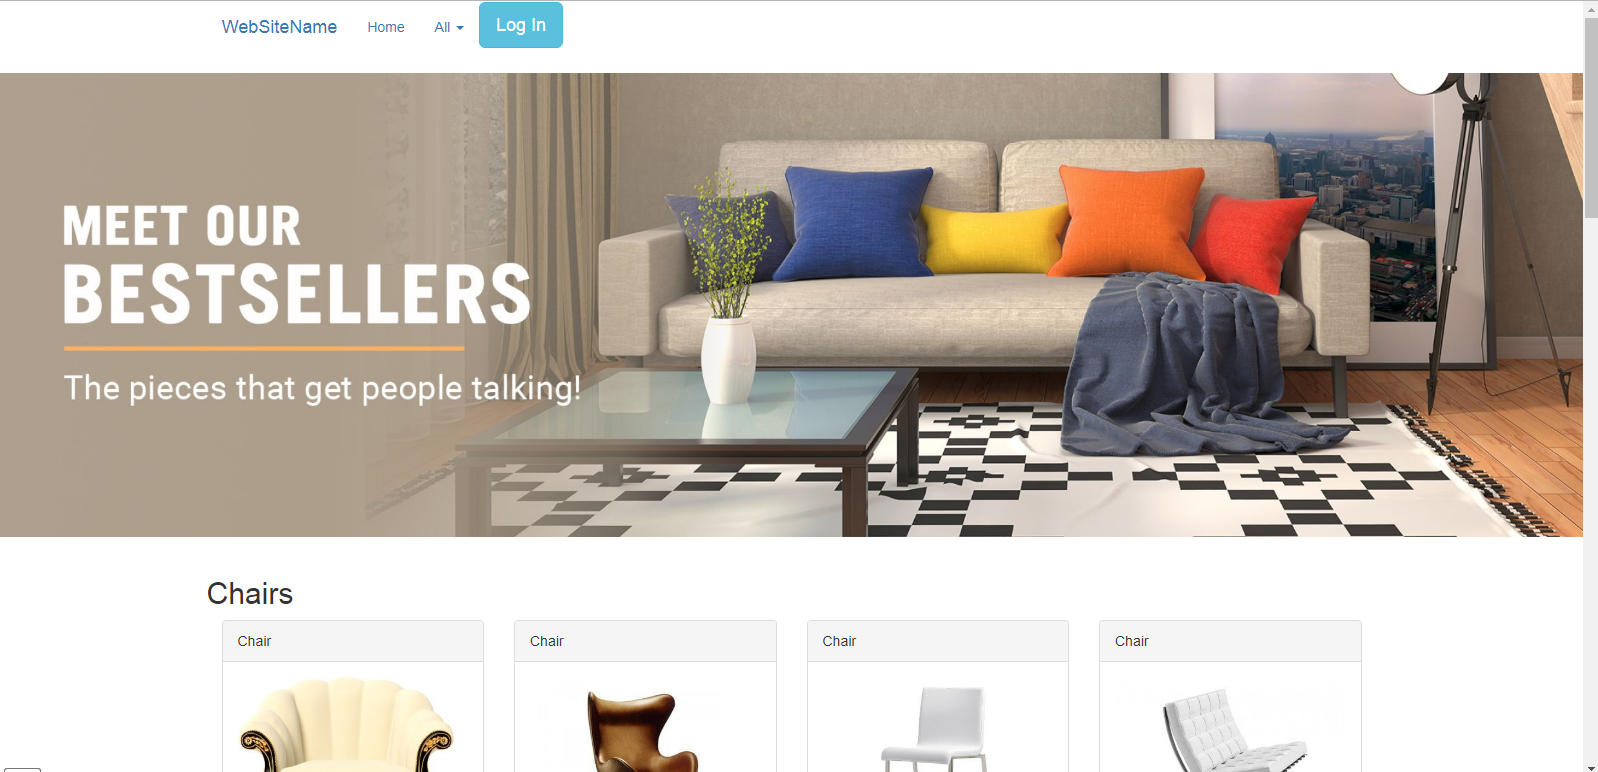 WebSiteName Home All Log In
MEET OUR
BESTSELLERS
The pieces that get people talking!
Chairs
Chair Chair Chair Chair